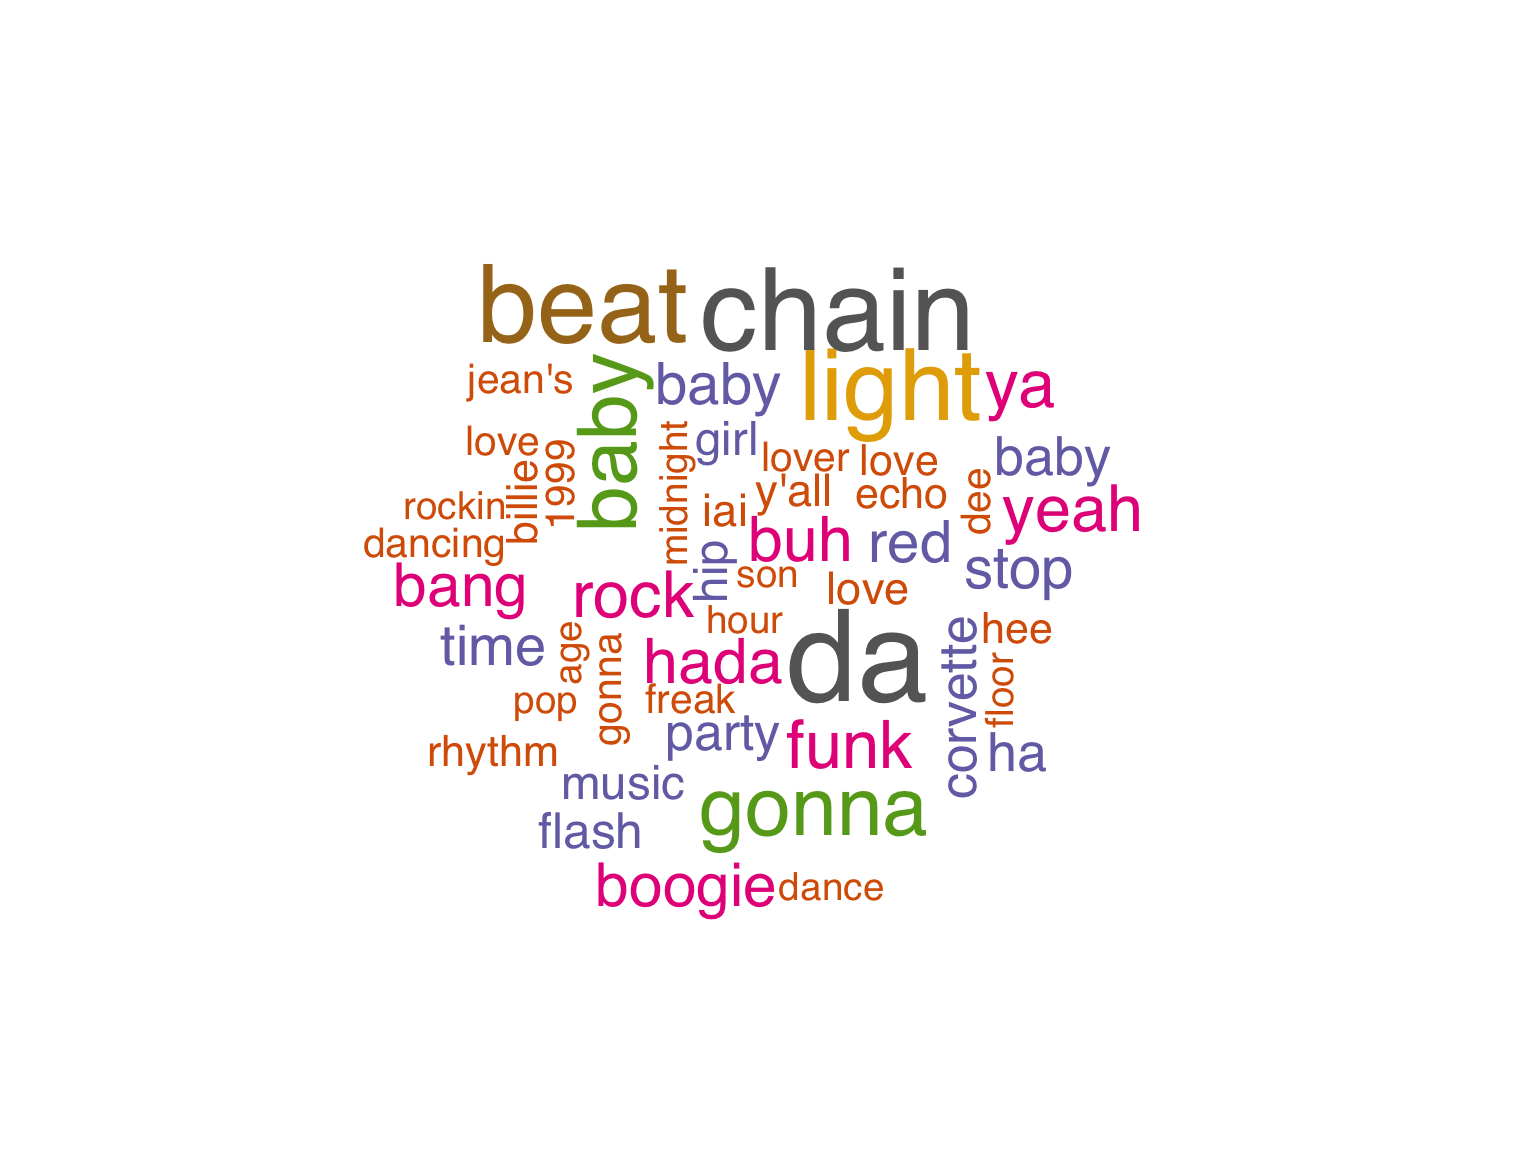 beat chain
light ya
jean's baby baby
love girl lover love baby
billie 1999 midnight
rockin iai y'all echo dee yeah
dancing buh red stop
bang rock hip son love
time age hour hada da corvette hee
pop gonna freak floor
rhythm party funk ha
music gonna
flash
boogie dance